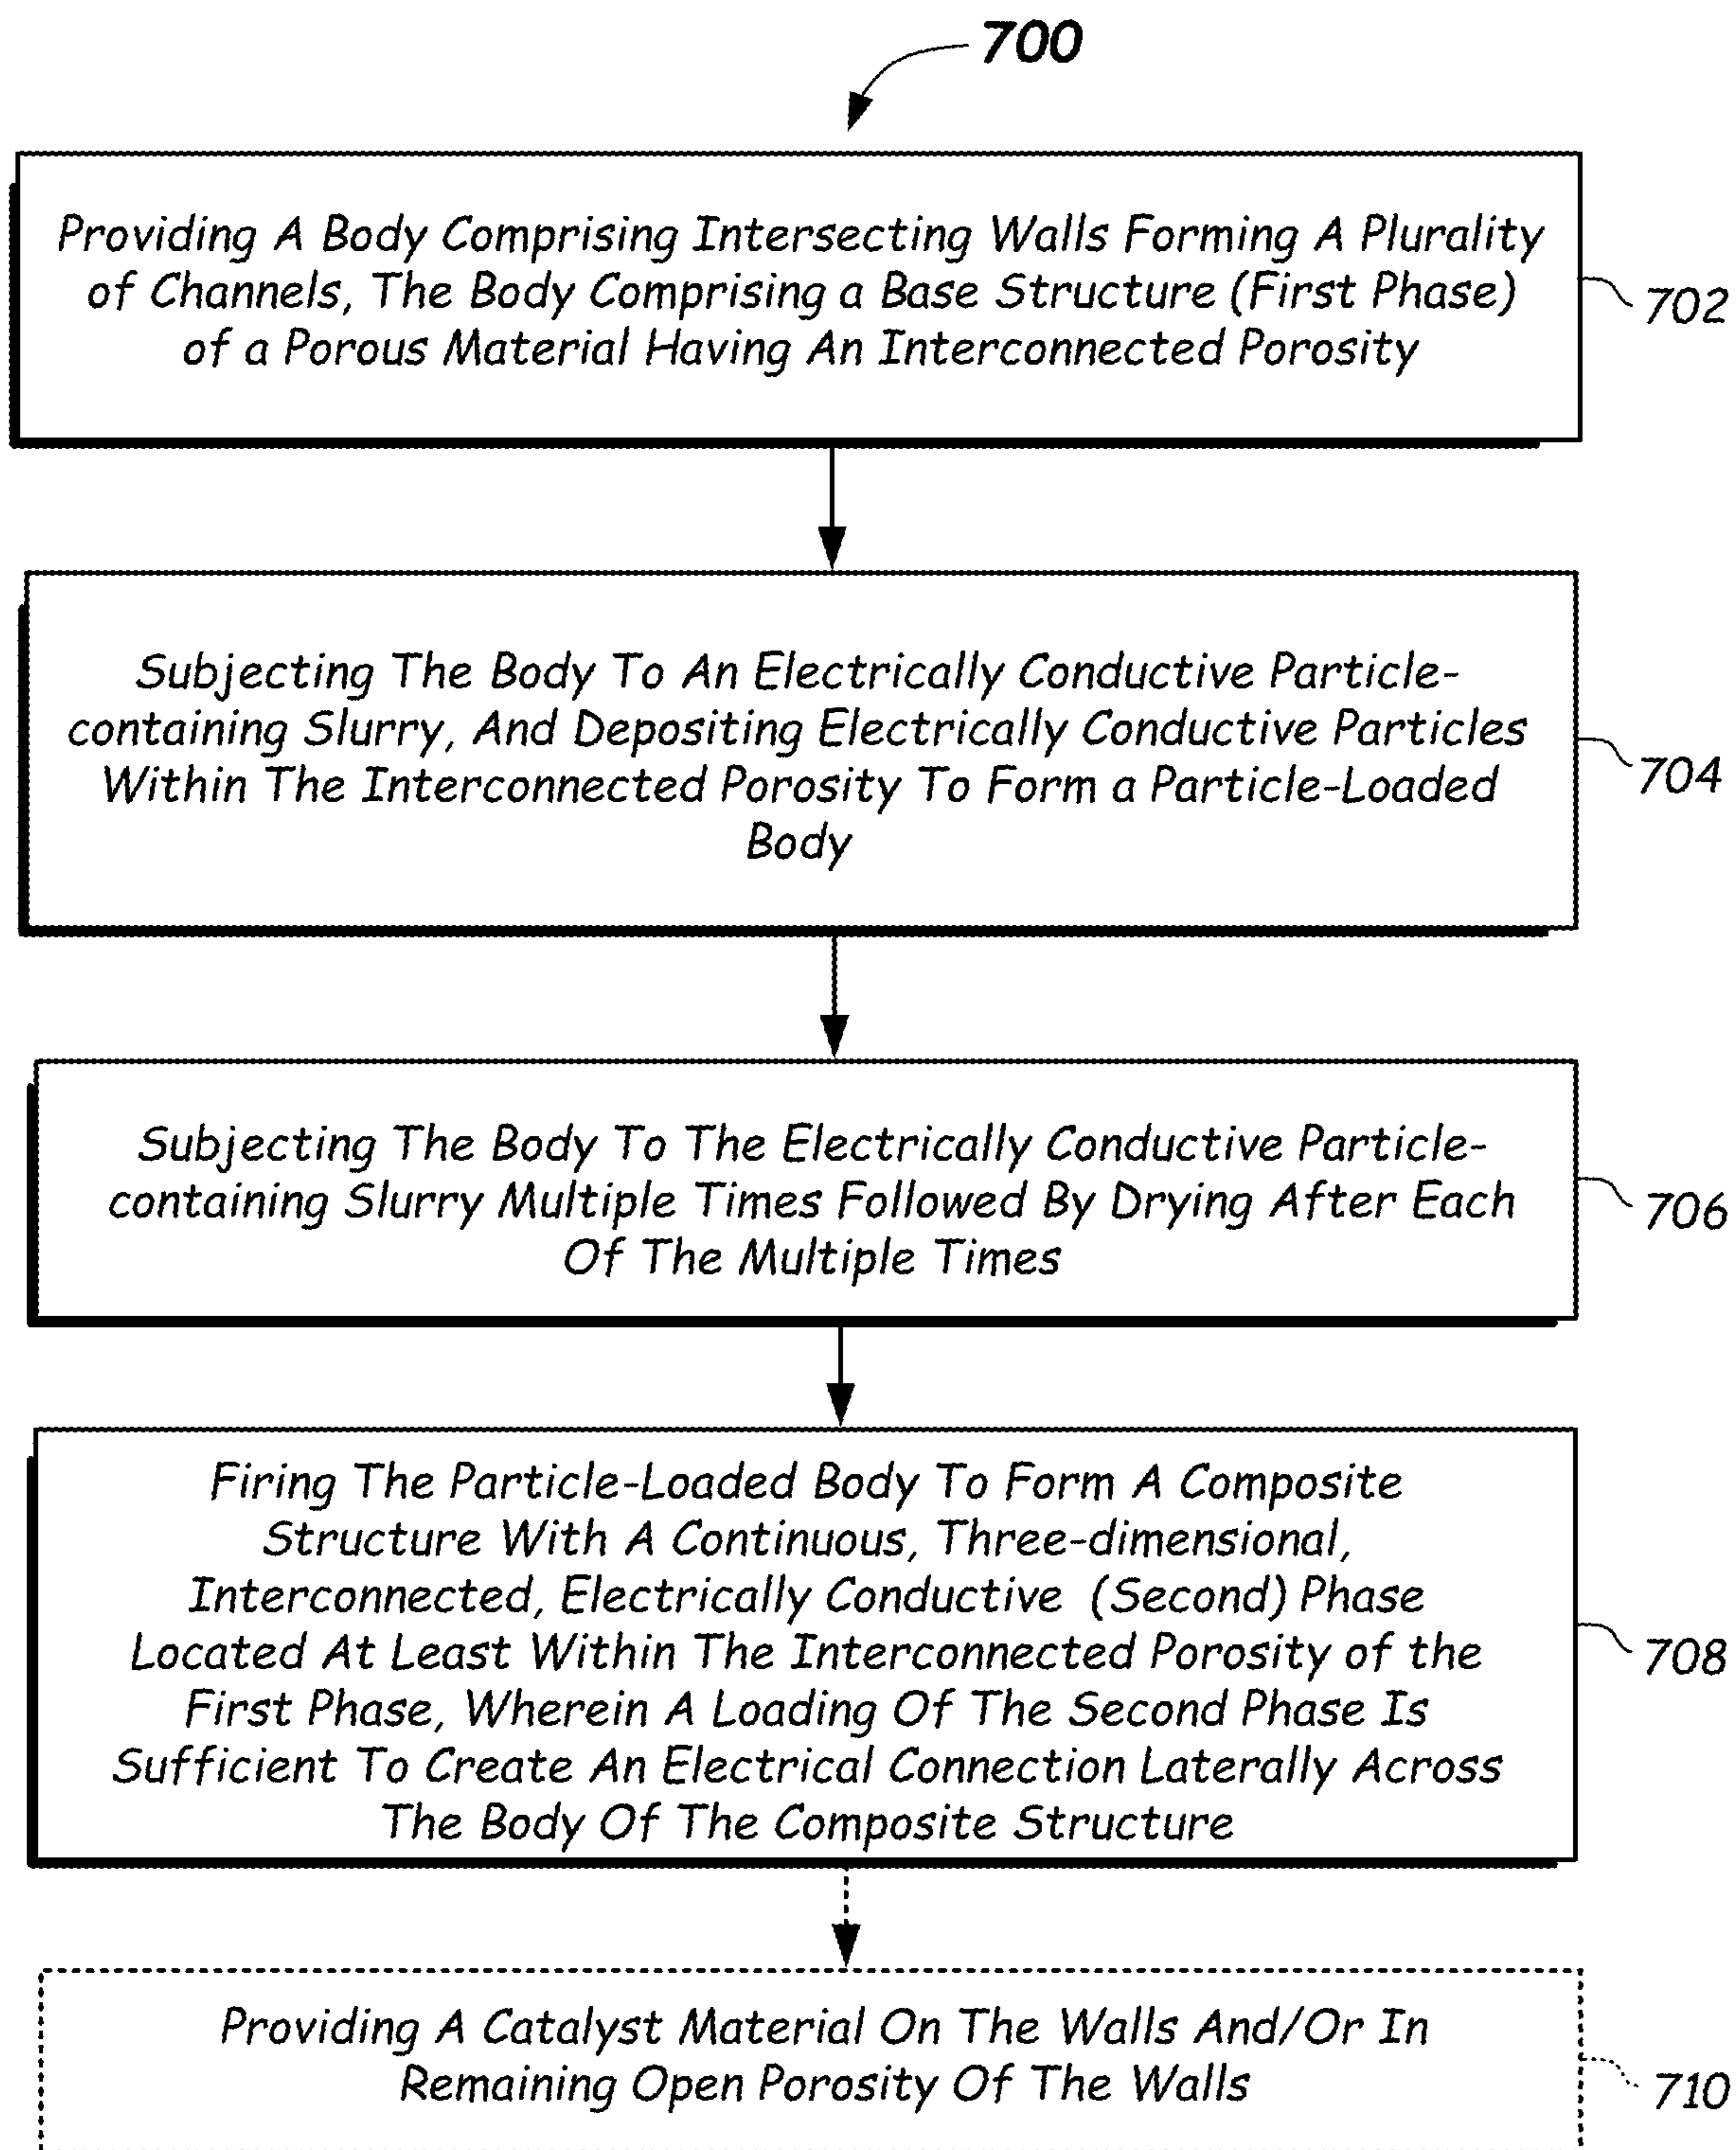 700
Providing A Body Comprising Intersecting Walls Forming A Plurality
of Channels, The Body Comprising a Base Structure (First Phase)
of a Porous Material Having An Interconnected Porosity
702
Subjecting The Body To An Electrically Conductive Particle-
containing Slurry, And Depositing Electrically Conductive Particles
Within The Interconnected Porosity To Form a Particle-Loaded
Body
704
Subjecting The Body To The Electrically Conductive Particle-
containing Slurry Multiple Times Followed By Drying After Each
Of The Multiple Times
706
Firing The Particle-Loaded Body To Form A Composite
Structure With A Continuous, Three-dimensional,
Interconnected, Electrically Conductive (Second) Phase
Located At Least Within The Interconnected Porosity of the
First Phase, Wherein A Loading Of The Second Phase Is
Sufficient To Create An Electrical Connection Laterally Across
The Body Of The Composite Structure
708
Providing A Catalyst Material On The Walls And/Or In
Remaining Open Porosity Of The Walls
710